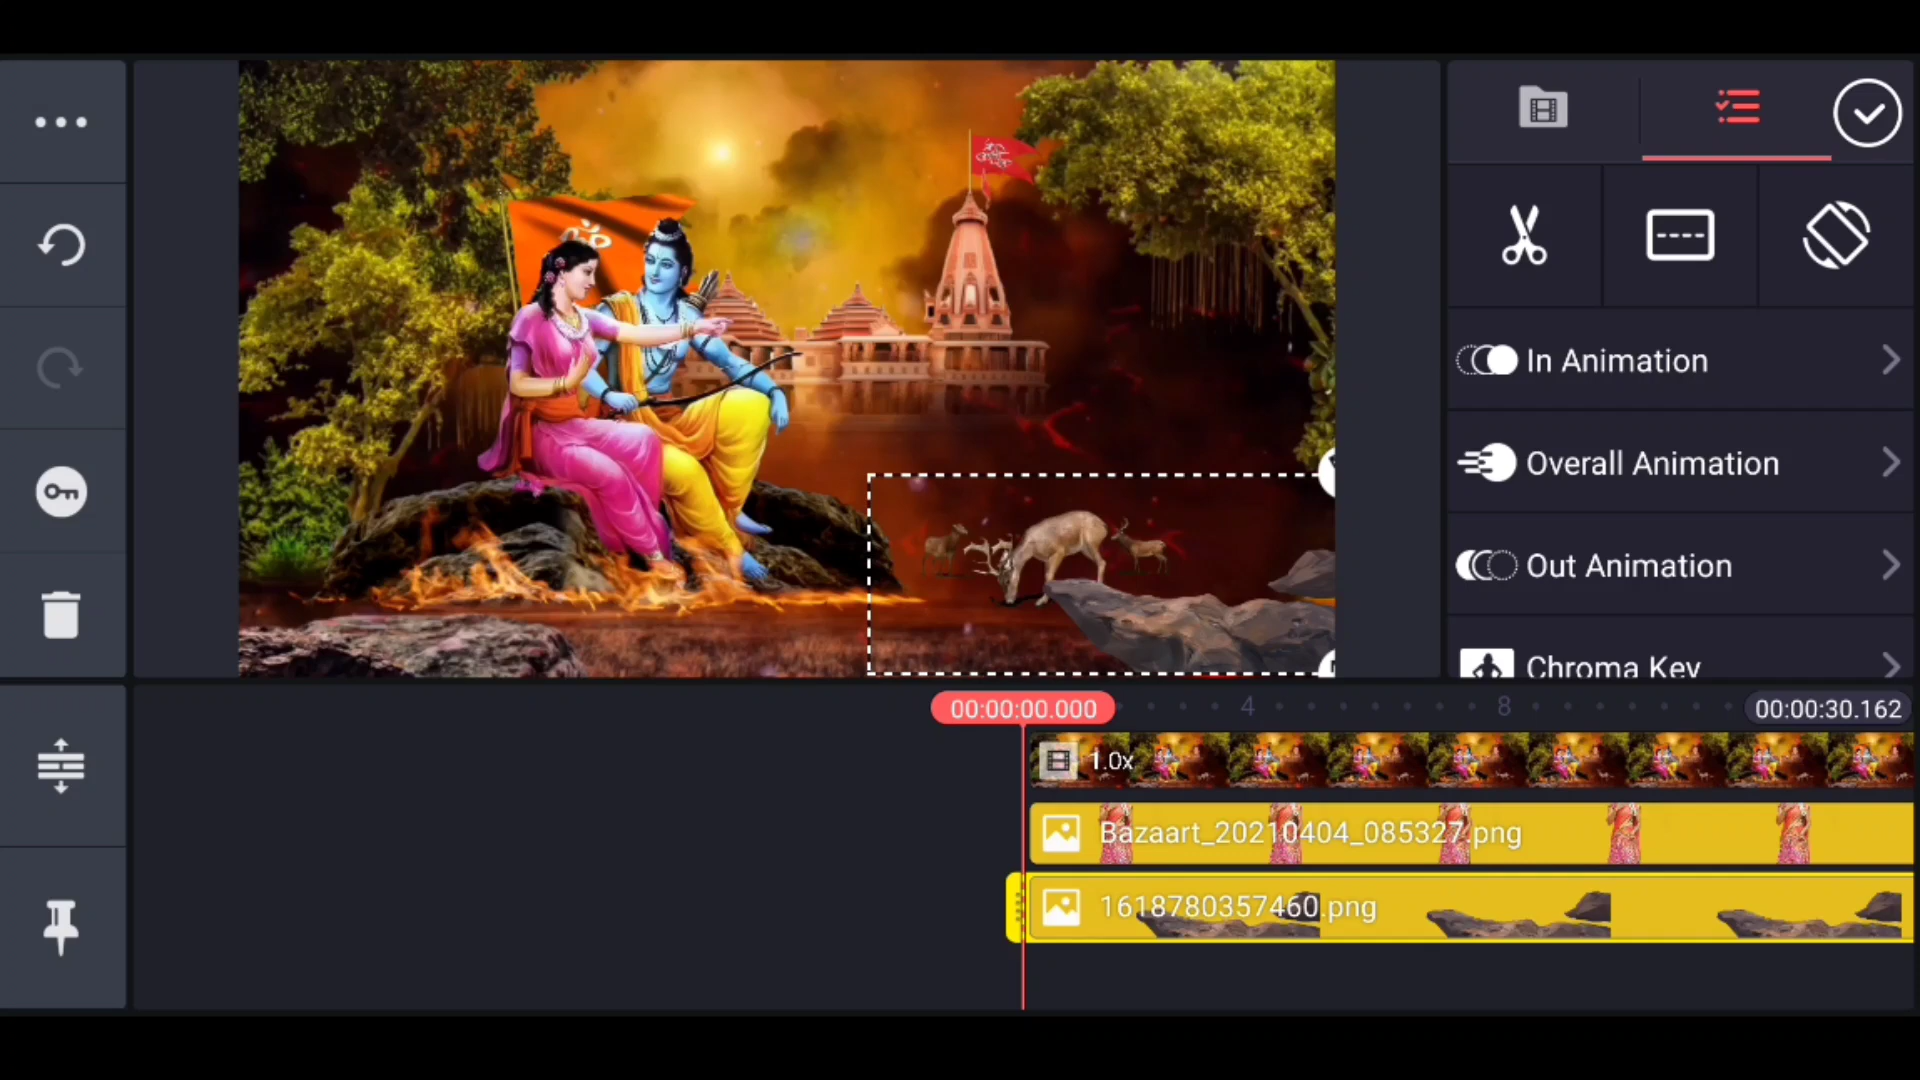 In Animation
Overall Animation
Out Animation
Chroma Key
00:00:00.000
4
8
00:00:30.162
1.0x
Bazaart_20210404_085327.png
1618780357460.png